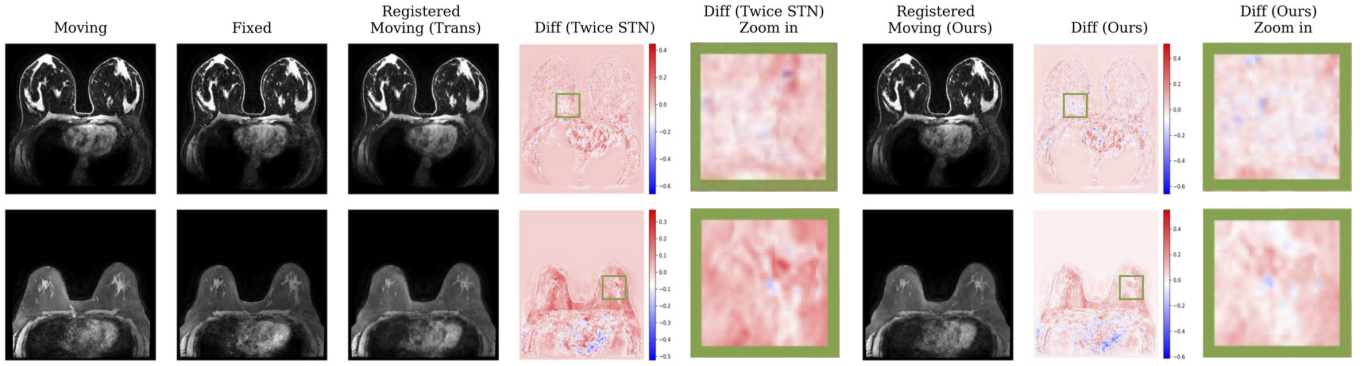 Moving
Fixed
Registered
Moving (Trans)
Diff (Twice STN)
Diff (Twice STN)
Zoom in
Registered
Moving (Ours)
Diff (Ours)
Diff (Ours)
Zoom in
0.4
0.2
0.0
−0.2
−0.4
−0.6
0.4
0.2
0.0
−0.2
−0.4
−0.6
0.3
0.2
0.1
0.0
−0.1
−0.2
−0.3
−0.4
−0.5
0.4
0.2
0.0
−0.2
−0.4
−0.6